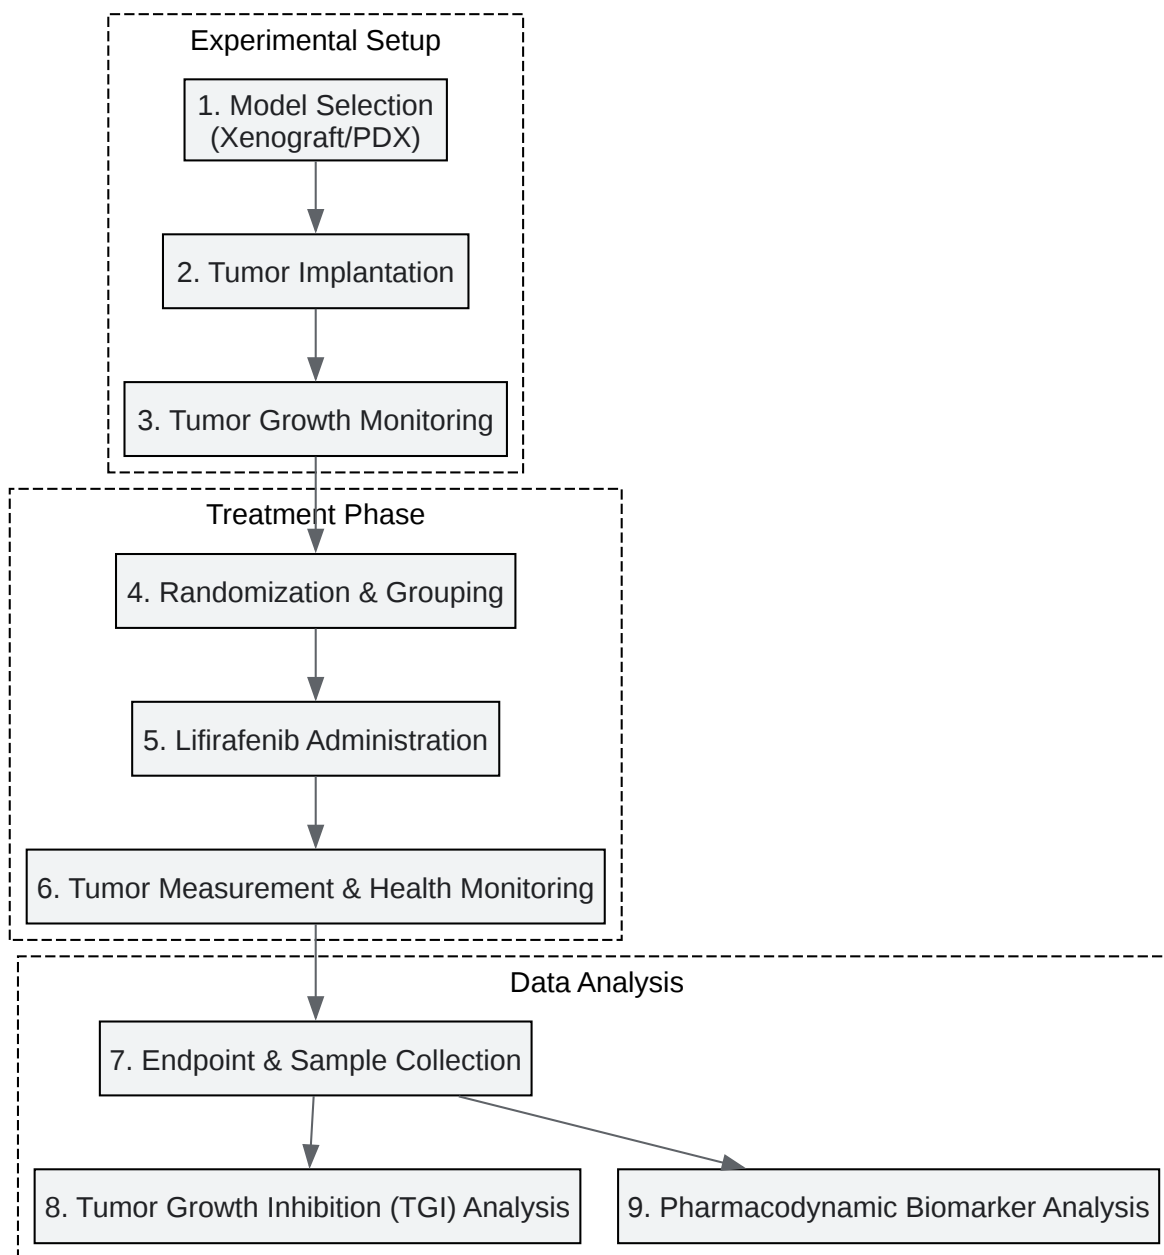 Experimental Setup
1. Model Selection
(Xenograft/PDX)
2. Tumor Implantation
3. Tumor Growth Monitoring
Treatment Phase
4. Randomization & Grouping
5. Lifirafenib Administration
6. Tumor Measurement & Health Monitoring
Data Analysis
7. Endpoint & Sample Collection
8. Tumor Growth Inhibition (TGI) Analysis
9. Pharmacodynamic Biomarker Analysis